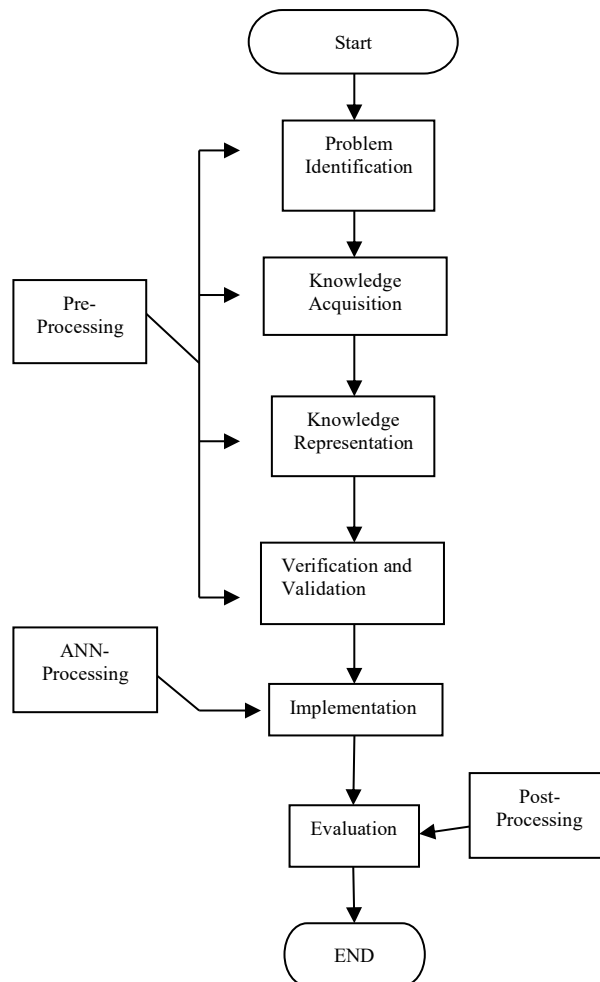 Start
Problem
Identification
Knowledge
Acquisition
Pre-
Processing
Knowledge
Representation
Verification and
Validation
ANN-
Processing
Implementation
Post-
Processing
Evaluation
END